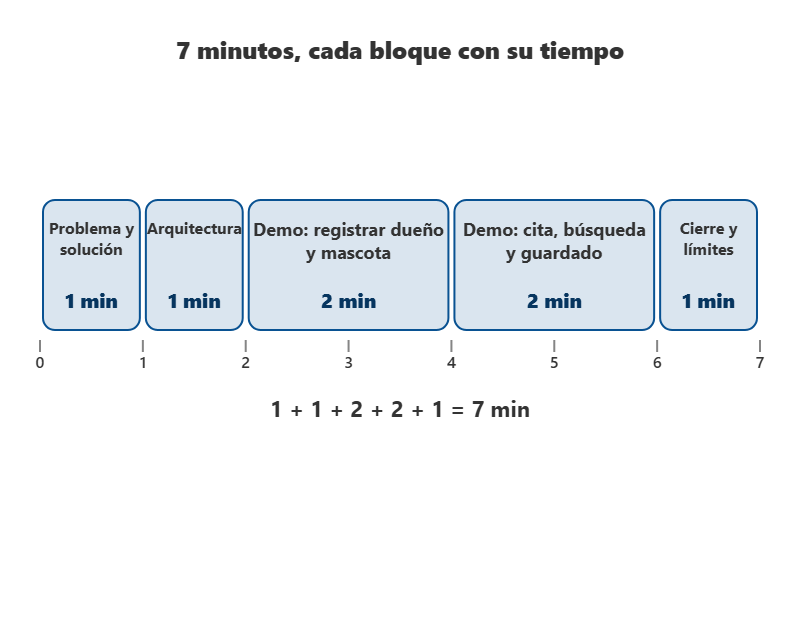 7 minutos, cada bloque con su tiempo
Problema y
solución
1 min
Arquitectura
1 min
Demo: registrar dueño
y mascota
2 min
Demo: cita, búsqueda
y guardado
2 min
Cierre y
límites
1 min
0 1 2 3 4 5 6 7
1 + 1 + 2 + 2 + 1 = 7 min